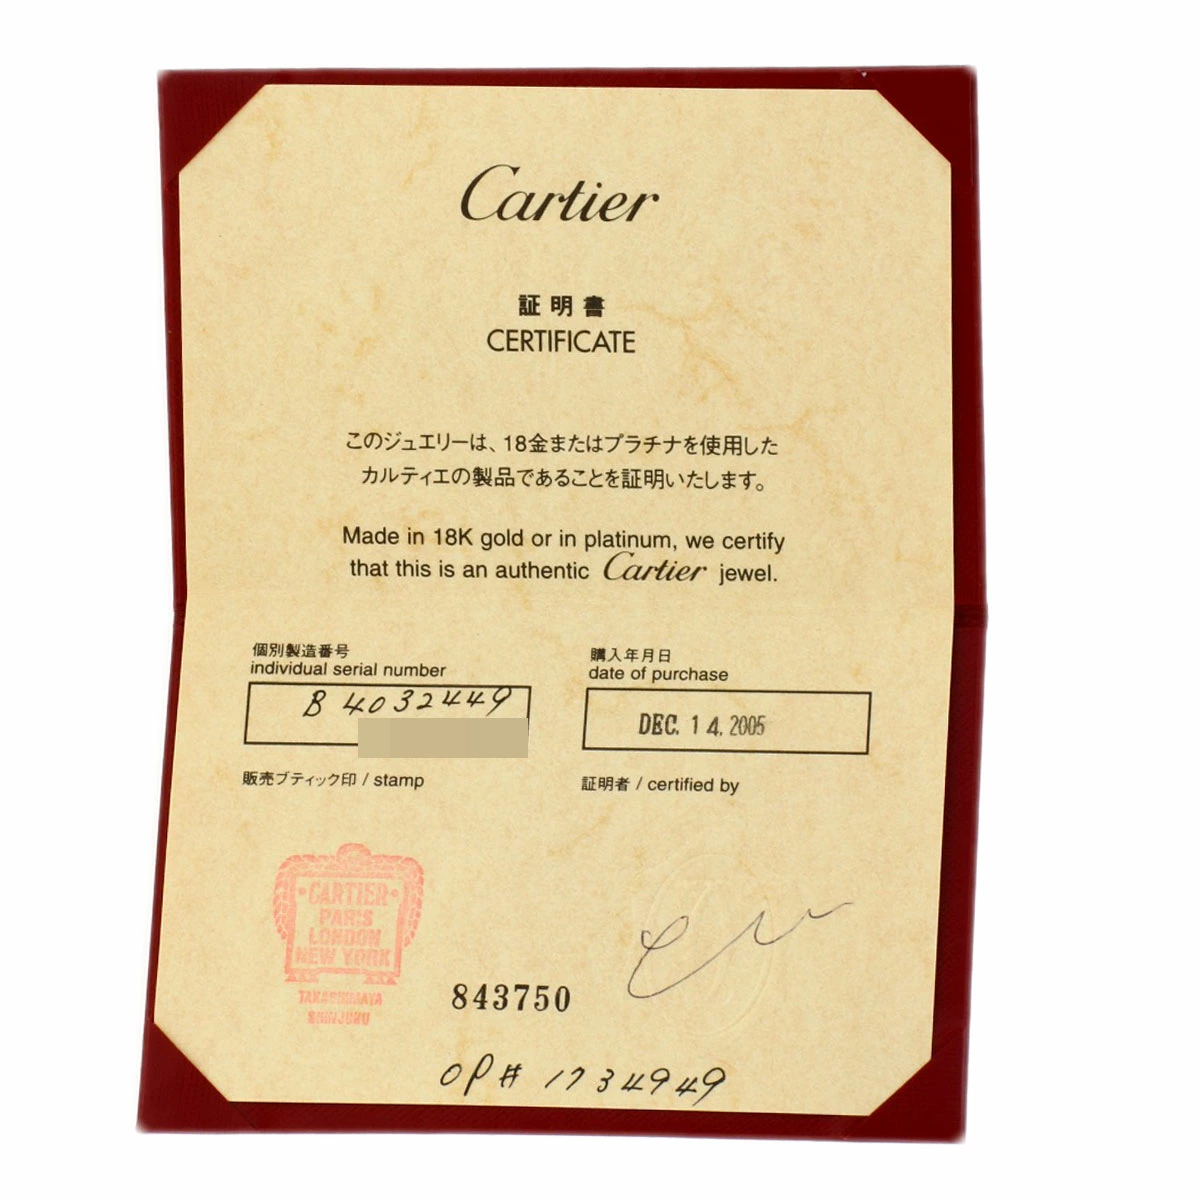 Cartier
証明書
CERTIFICATE
このジュエリーは、18金またはプラチナを使用した
カルティエの製品であることを証明いたします。
Made in 18K gold or in platinum, we certify
that this is an authentic Cartier jewel.
個別製造番号
individual serial number
B 4032449
購入年月日
date of purchase
DEC. 14. 2005
販売ブティック印 / stamp
証明者 / certified by
·CARTIER·
PARIS
LONDON
NEW YORK
TAKASHIMAYA
SHINJUKU
843750
OP# 1734949